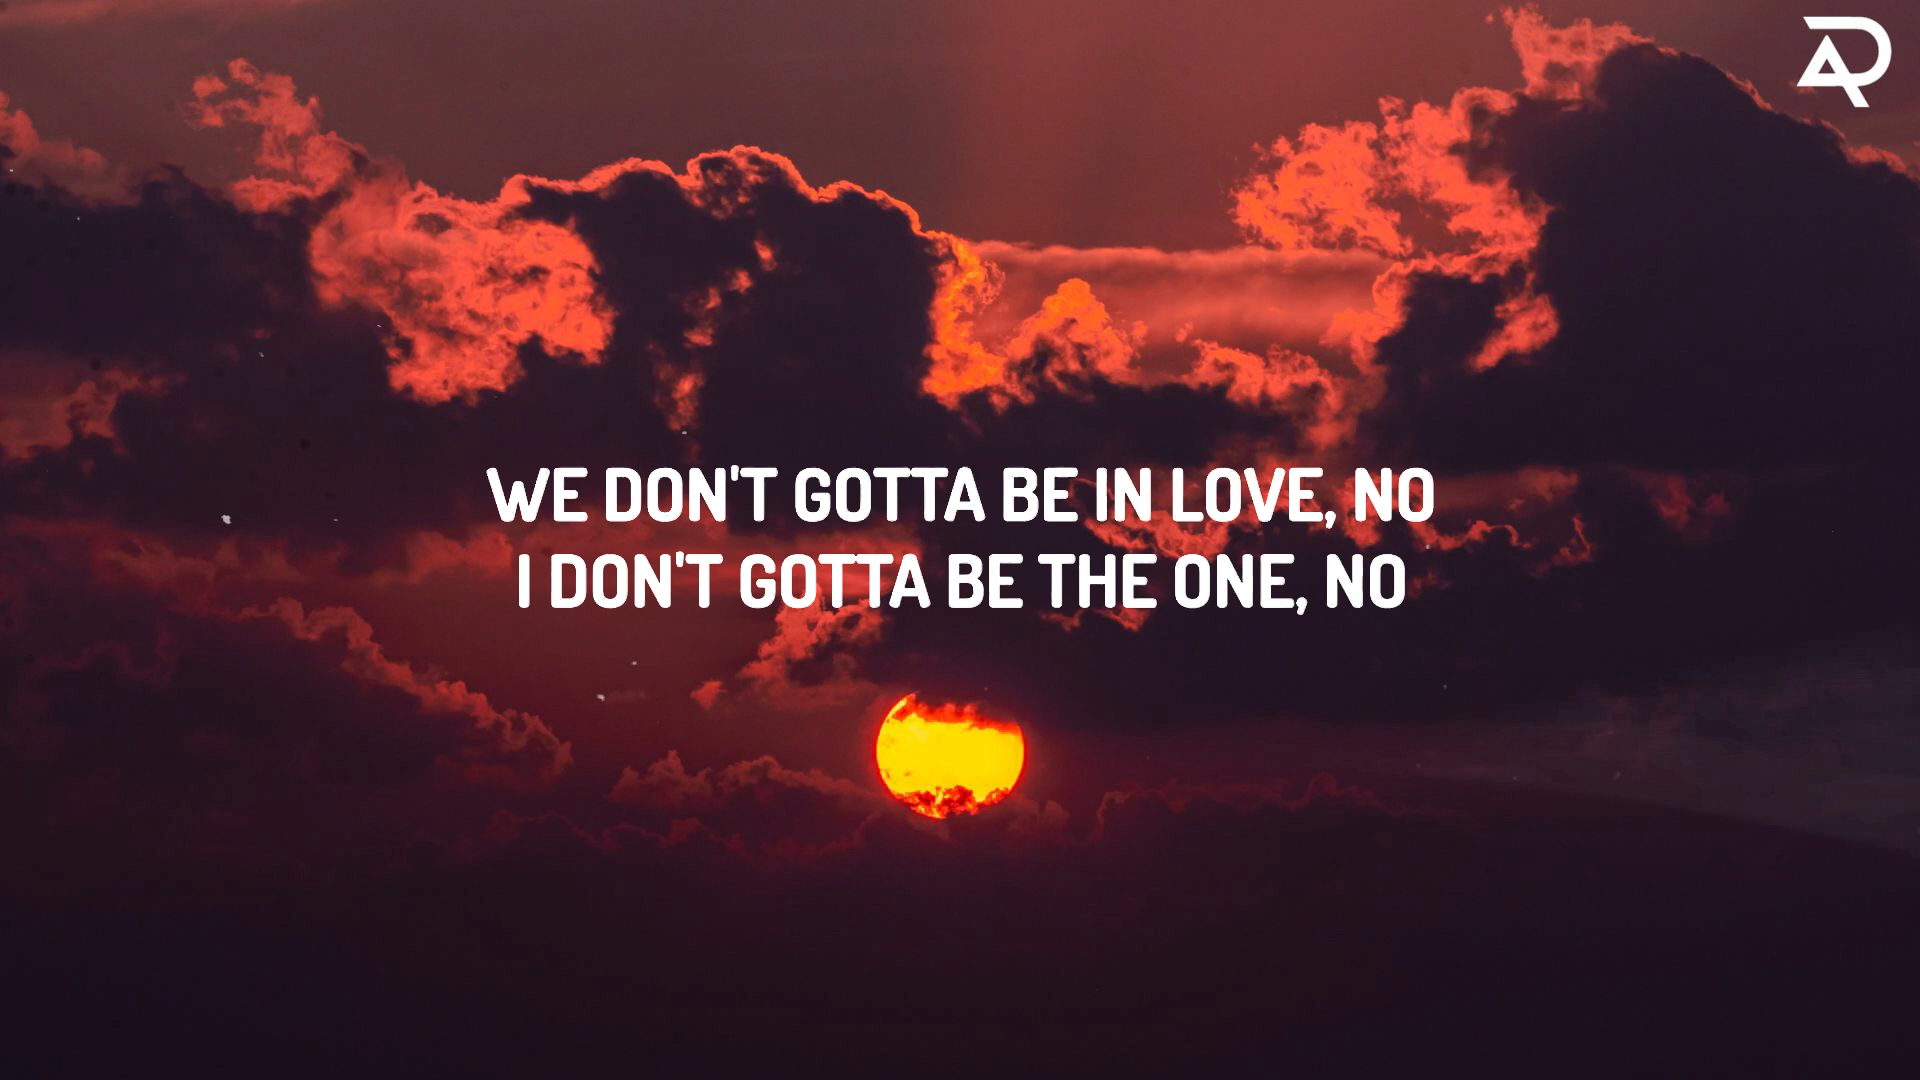 WE DON'T GOTTA BE IN LOVE, NO
I DON'T GOTTA BE THE ONE, NO